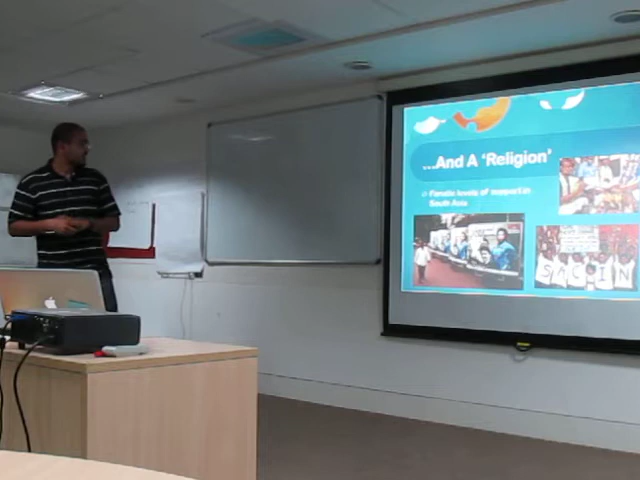 ...And A 'Religion'
Fanatic levels of support in
South Asia
SACHIN